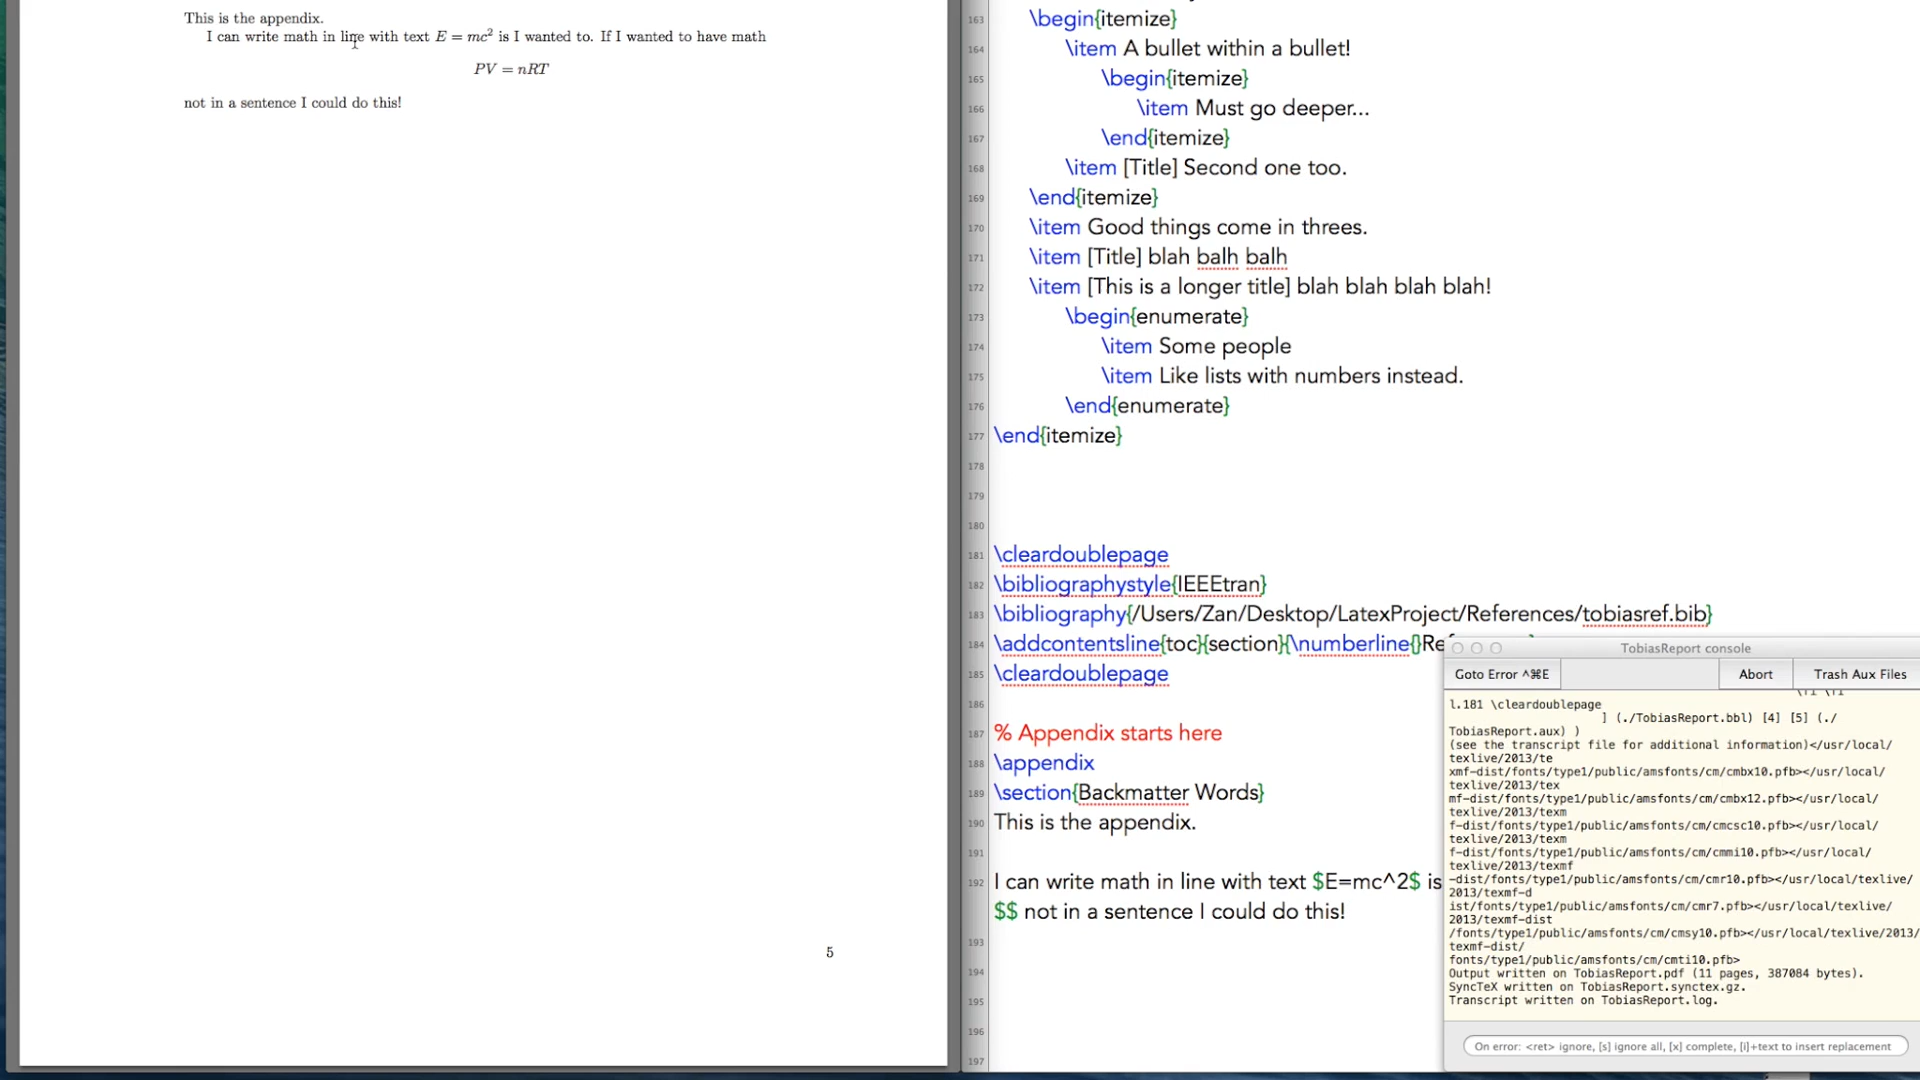 This is the appendix.
I can write math in line with text E = mc² is I wanted to. If I wanted to have math
PV = nRT
not in a sentence I could do this!
5
163 \begin{itemize}
164 \item A bullet within a bullet!
165 \begin{itemize}
166 \item Must go deeper...
167 \end{itemize}
168 \item [Title] Second one too.
169 \end{itemize}
170 \item Good things come in threes.
171 \item [Title] blah balh balh
172 \item [This is a longer title] blah blah blah blah!
173 \begin{enumerate}
174 \item Some people
175 \item Like lists with numbers instead.
176 \end{enumerate}
177 \end{itemize}
178
179
180
181 \cleardoublepage
182 \bibliographystyle{IEEEtran}
183 \bibliography{/Users/Zan/Desktop/LatexProject/References/tobiasref.bib}
184 \addcontentsline{toc}{section}{\numberline{}Re
185 \cleardoublepage
186
187 % Appendix starts here
188 \appendix
189 \section{Backmatter Words}
190 This is the appendix.
191
192 I can write math in line with text $E=mc^2$ is
$$ not in a sentence I could do this!
193
194
195
196
197
TobiasReport console
Goto Error ^⌘E
Abort
Trash Aux Files
l.181 \cleardoublepage
] (./TobiasReport.bbl) [4] [5] (./
TobiasReport.aux) )
(see the transcript file for additional information)</usr/local/
texlive/2013/te
xmf-dist/fonts/type1/public/amsfonts/cm/cmbx10.pfb></usr/local/
texlive/2013/tex
mf-dist/fonts/type1/public/amsfonts/cm/cmbx12.pfb></usr/local/
texlive/2013/texm
f-dist/fonts/type1/public/amsfonts/cm/cmcsc10.pfb></usr/local/
texlive/2013/texm
f-dist/fonts/type1/public/amsfonts/cm/cmmi10.pfb></usr/local/
texlive/2013/texmf
-dist/fonts/type1/public/amsfonts/cm/cmr10.pfb></usr/local/texlive/
2013/texmf-d
ist/fonts/type1/public/amsfonts/cm/cmr7.pfb></usr/local/texlive/
2013/texmf-dist
/fonts/type1/public/amsfonts/cm/cmsy10.pfb></usr/local/texlive/2013/
texmf-dist/
fonts/type1/public/amsfonts/cm/cmti10.pfb>
Output written on TobiasReport.pdf (11 pages, 387084 bytes).
SyncTeX written on TobiasReport.synctex.gz.
Transcript written on TobiasReport.log.
On error: <ret> ignore, [s] ignore all, [x] complete, [i]+text to insert replacement